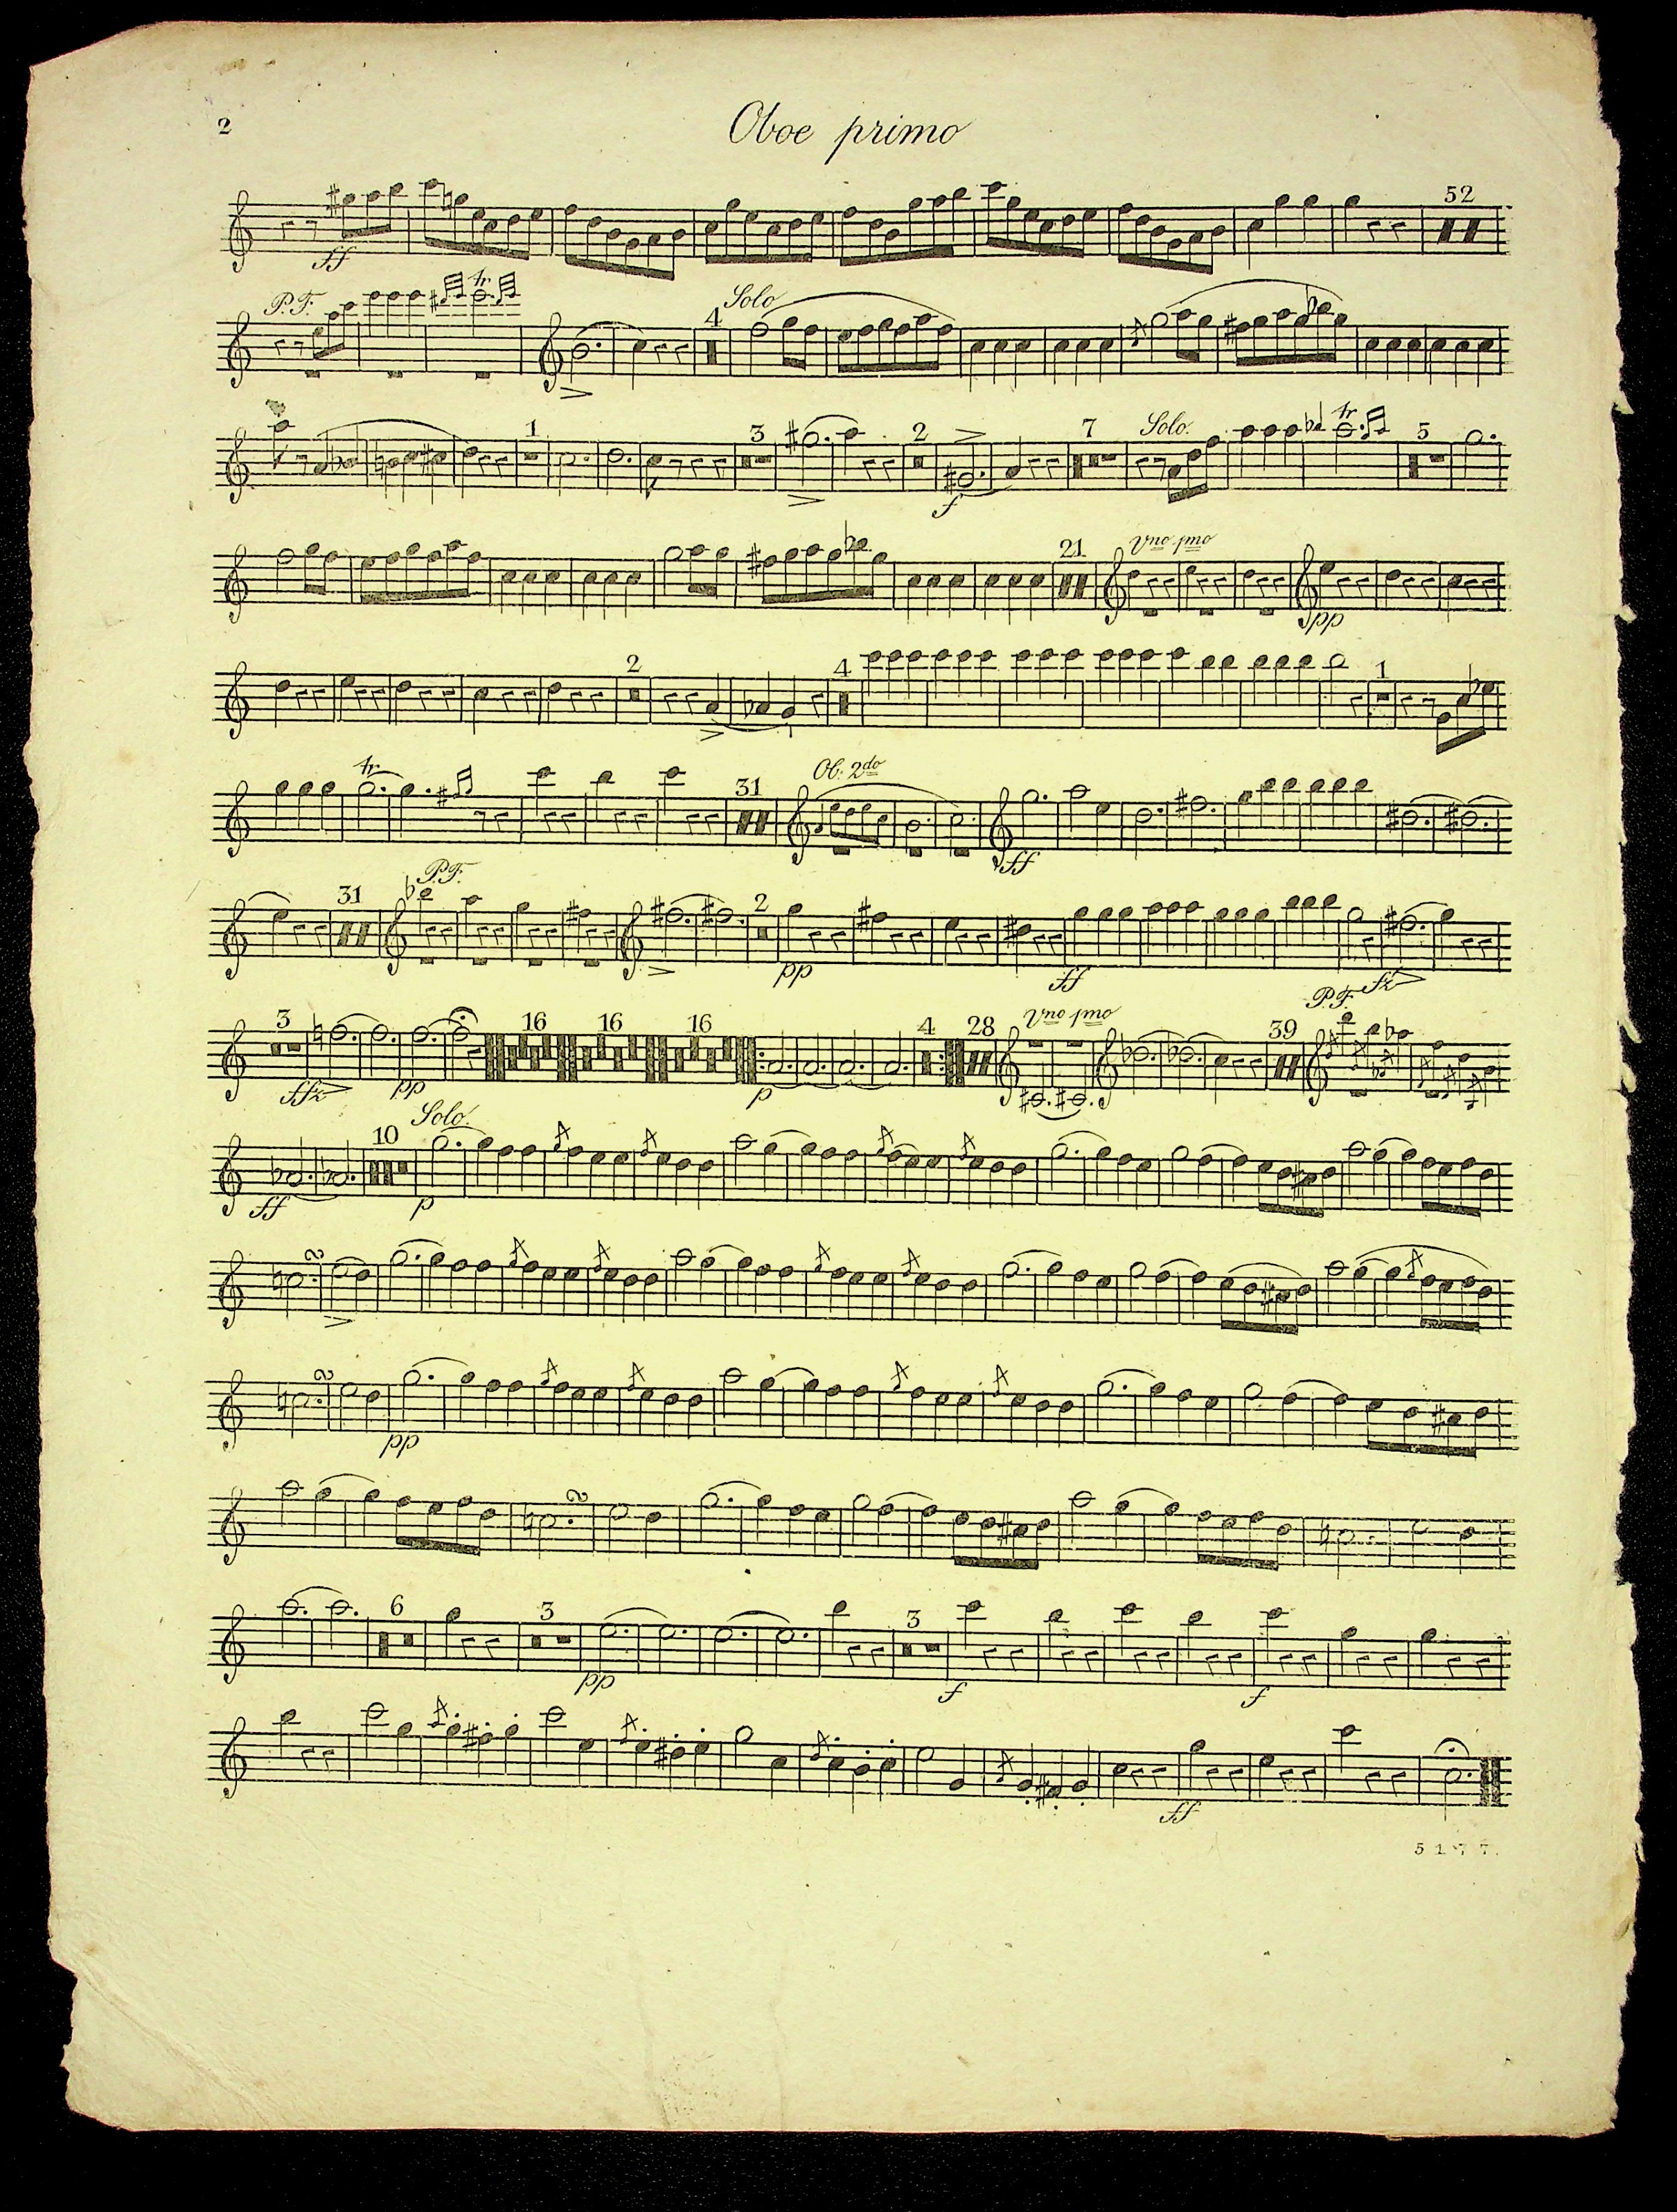 2
Oboe primo
ff
52
P.F.
tr
4
Solo
1
3
2
f
7
Solo.
tr
5
21
Vno pmo
pp
2
4
1
tr
31
Ob: 2do
ff
31
P.F.
2
pp
ff
fz
3
ffz
pp
16
16
16
p
4
28
Vno pmo
39
P.F.
ff
10
Solo.
p
pp
6
3
pp
3
f
f
ff
5177.